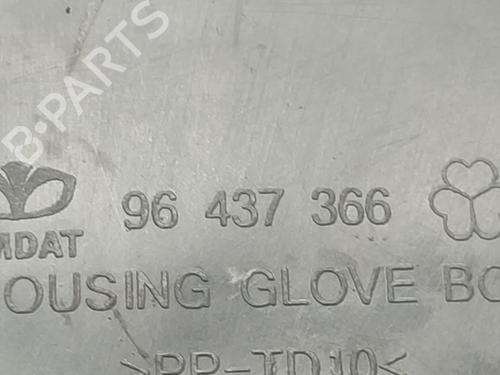 B-PARTS
96 437 366
MDAT
OUSING GLOVE BO
>PP-TD10<